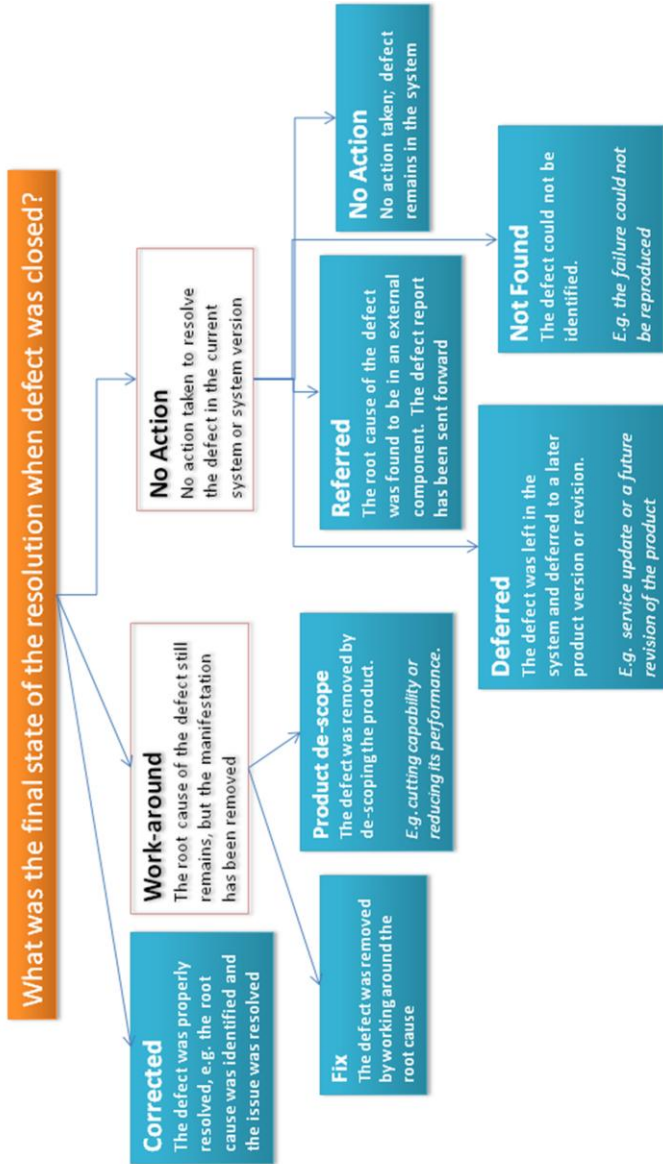 What was the final state of the resolution when defect was closed?
Corrected
The defect was properly
resolved, e.g. the root
cause was identified and
the issue was resolved
Work-around
The root cause of the defect still
remains, but the manifestation
has been removed
No Action
No action taken to resolve
the defect in the current
system or system version
Fix
The defect was removed
by working around the
root cause
Product de-scope
The defect was removed by
de-scoping the product.
E.g. cutting capability or
reducing its performance.
Referred
The root cause of the defect
was found to be in an external
component. The defect report
has been sent forward
No Action
No action taken; defect
remains in the system
Deferred
The defect was left in the
system and deferred to a later
product version or revision.
E.g. service update or a future
revision of the product
Not Found
The defect could not be
identified.
E.g. the failure could not
be reproduced